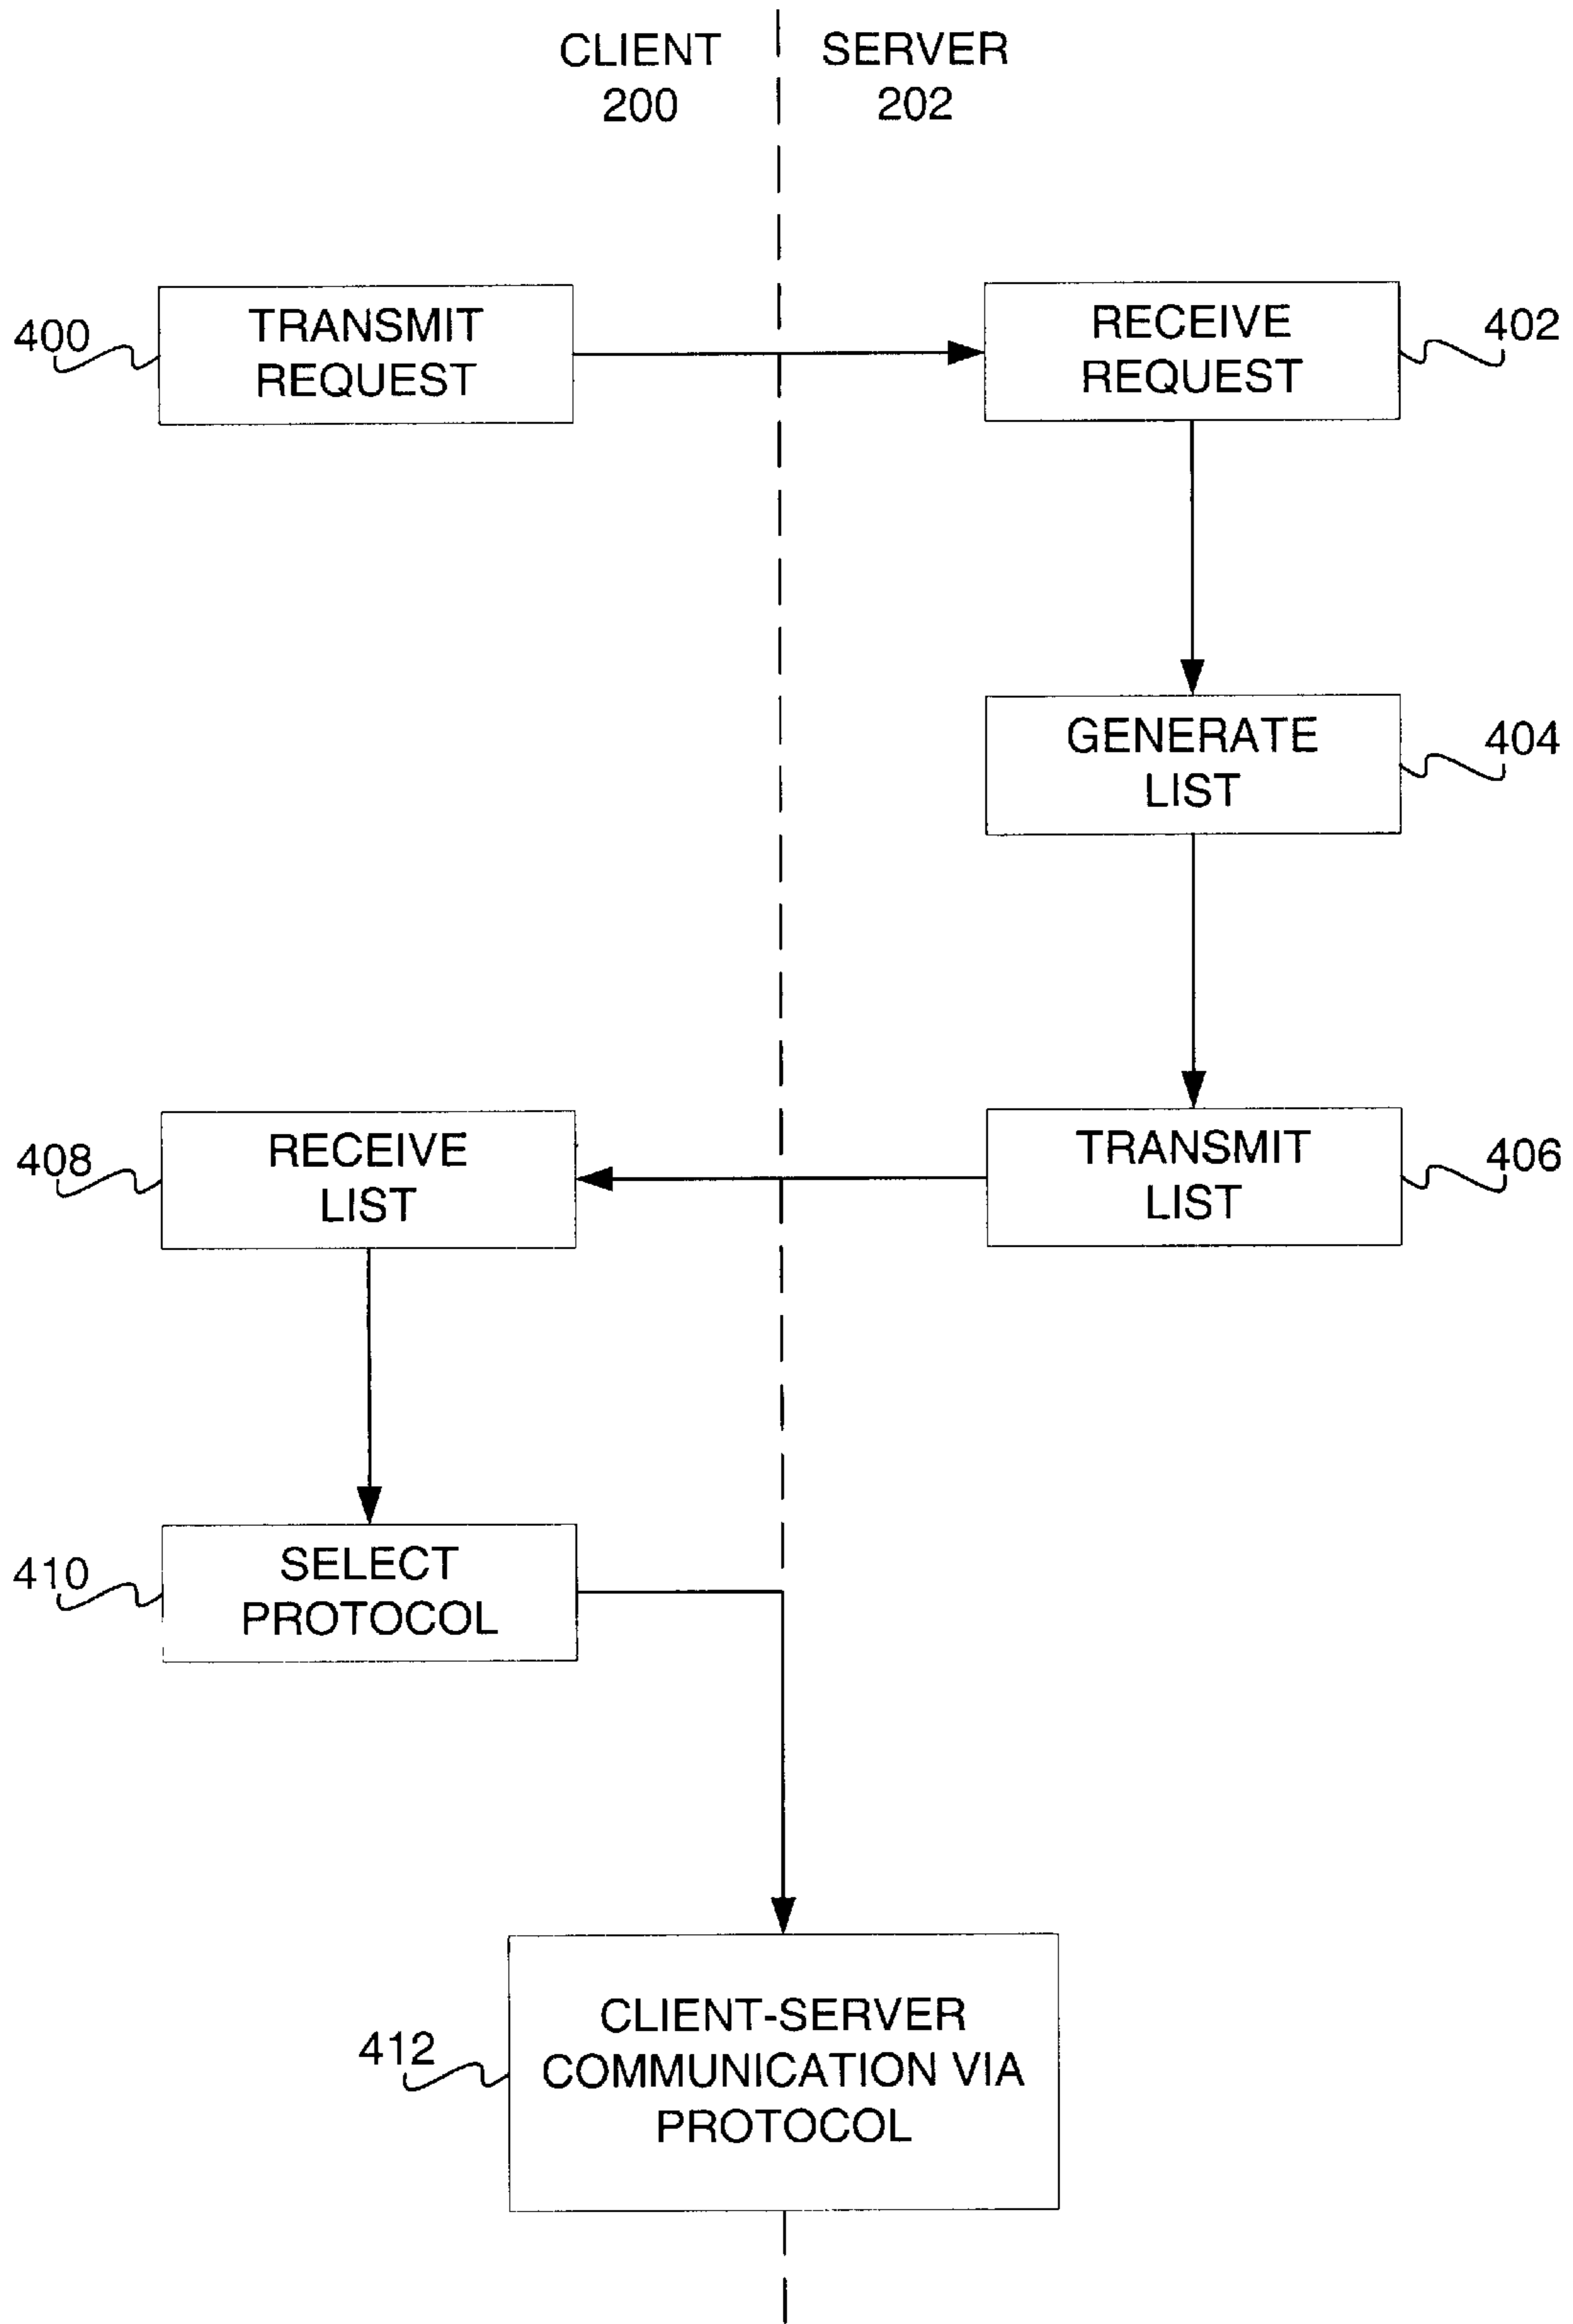 CLIENT
200
SERVER
202
400
TRANSMIT
REQUEST
RECEIVE
REQUEST
402
GENERATE
LIST
404
408
RECEIVE
LIST
TRANSMIT
LIST
406
410
SELECT
PROTOCOL
412
CLIENT-SERVER
COMMUNICATION VIA
PROTOCOL